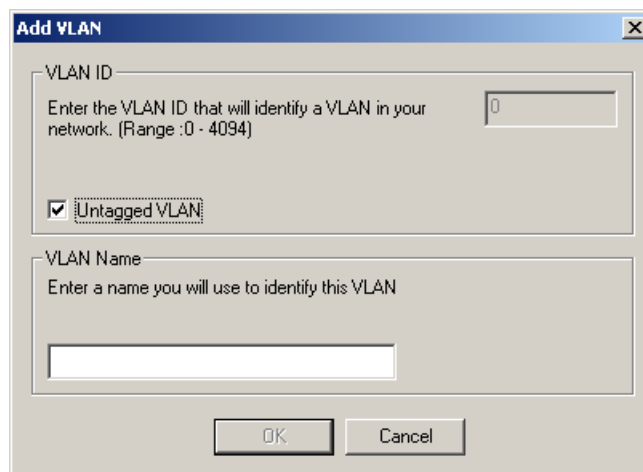 Add VLAN
VLAN ID
Enter the VLAN ID that will identify a VLAN in your
network. (Range :0 - 4094)
0
Untagged VLAN
VLAN Name
Enter a name you will use to identify this VLAN
OK
Cancel